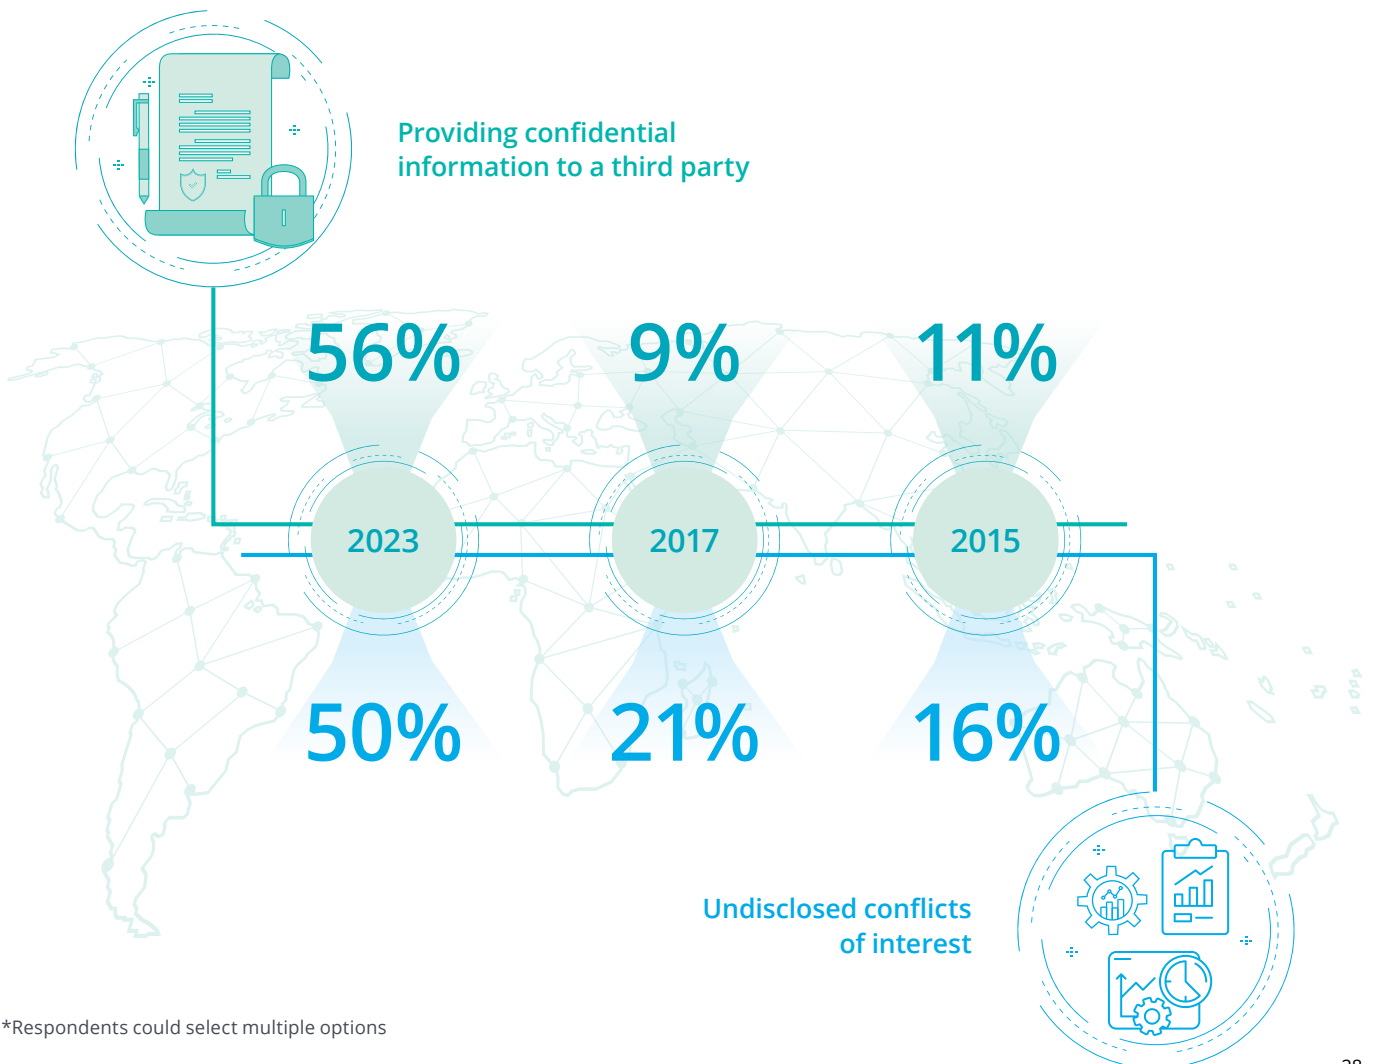 Providing confidential
information to a third party
56%
9%
11%
2023
2017
2015
50%
21%
16%
Undisclosed conflicts
of interest
*Respondents could select multiple options